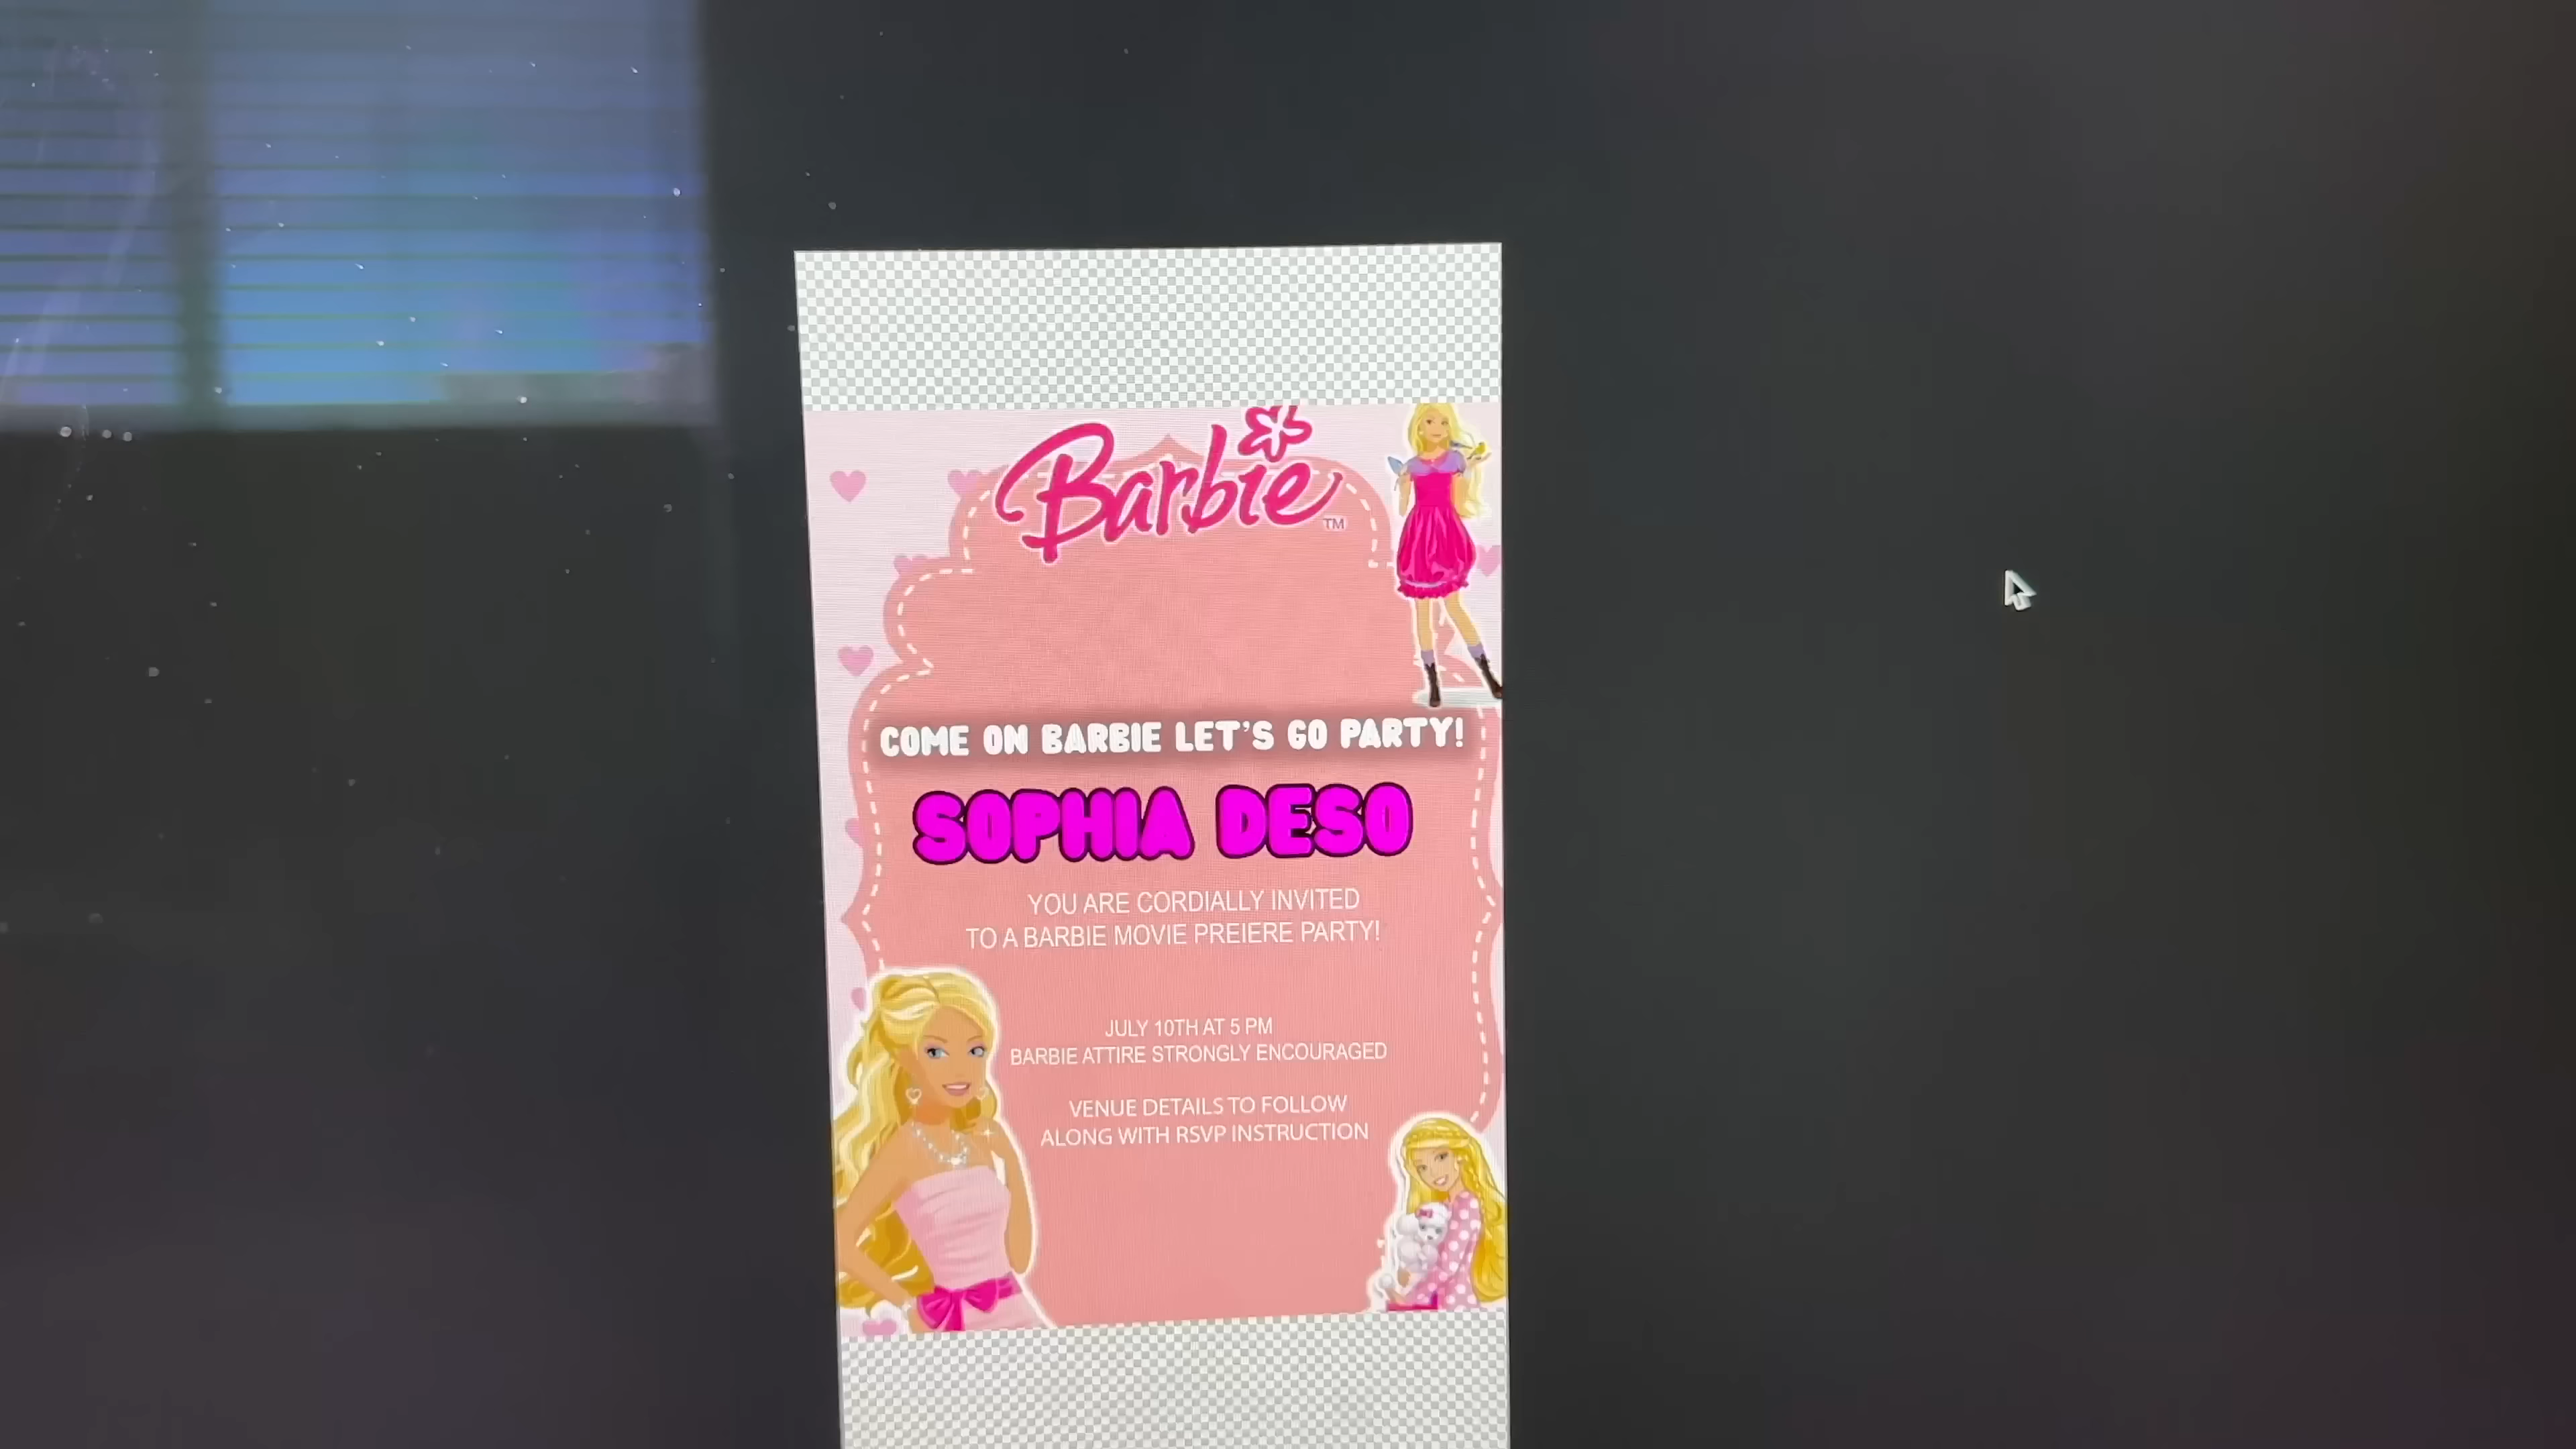 Barbie
TM
COME ON BARBIE LET'S GO PARTY!
SOPHIA DESO
YOU ARE CORDIALLY INVITED
TO A BARBIE MOVIE PREIERE PARTY!
JULY 10TH AT 5 PM
BARBIE ATTIRE STRONGLY ENCOURAGED
VENUE DETAILS TO FOLLOW
ALONG WITH RSVP INSTRUCTION